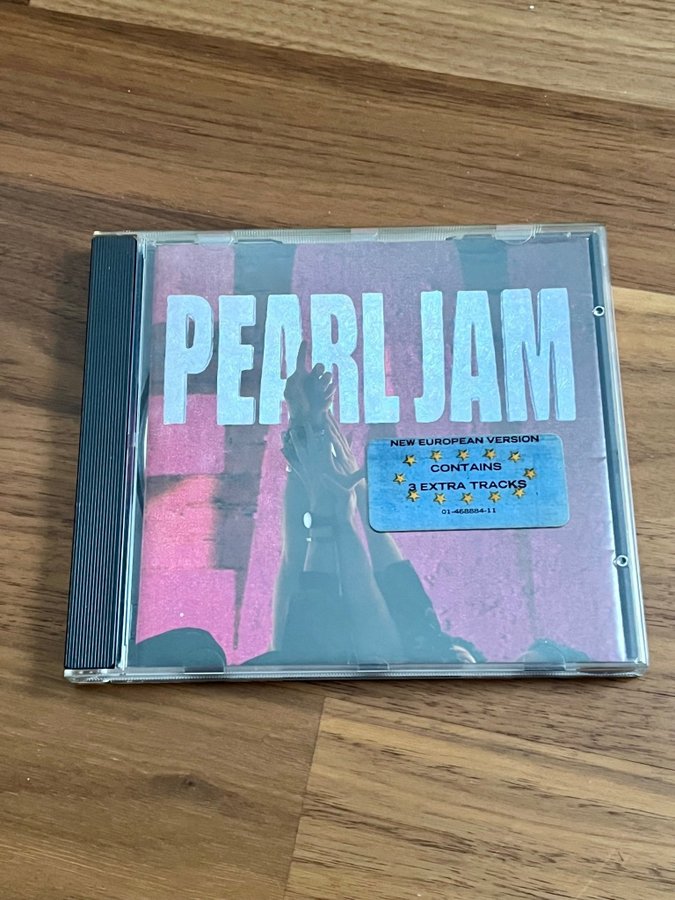 PEARL JAM
NEW EUROPEAN VERSION
CONTAINS
3 EXTRA TRACKS
01-468884-11